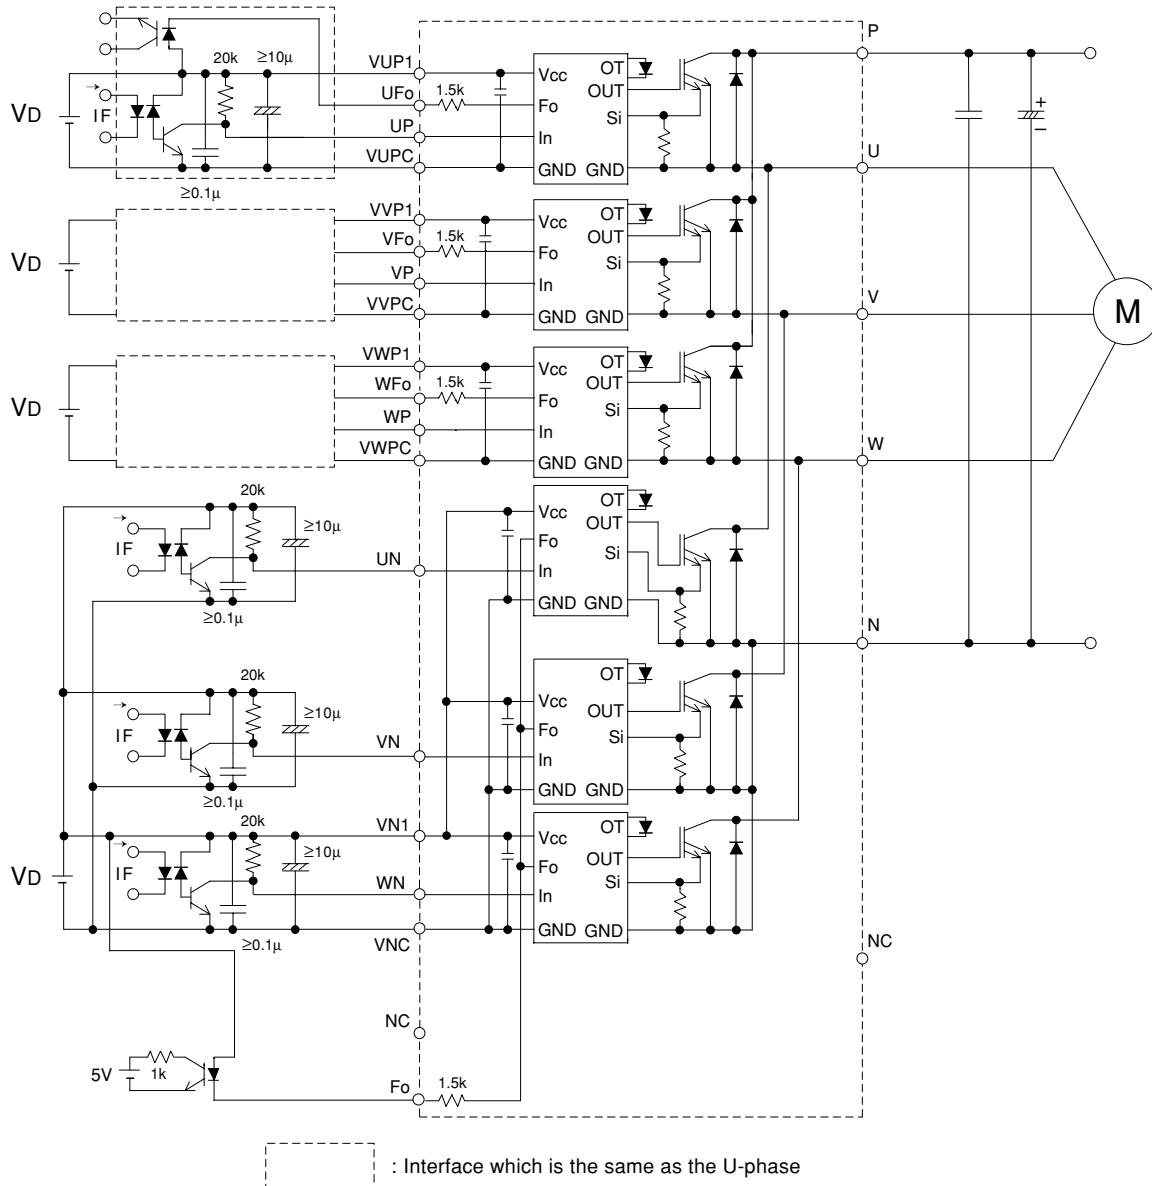 P
20k ≥10µ VUP1 Vcc OT
UFo 1.5k OUT
VD IF Fo Si
UP In
VUPC GND GND U
≥0.1µ
VVP1 Vcc OT
VFo 1.5k OUT
VD Fo Si
VP In
VVPC GND GND V
M
VWP1 Vcc OT
WFo 1.5k OUT
VD Fo Si
WP In
VWPC GND GND W
20k OT
≥10µ Vcc OUT
IF Fo Si
UN In
≥0.1µ GND GND N
20k OT
≥10µ Vcc OUT
IF Fo Si
VN In
≥0.1µ GND GND
20k VN1 Vcc OT
≥10µ OUT
VD IF Fo Si
WN In
≥0.1µ GND GND
VNC NC
NC
5V 1k Fo 1.5k
+
–
: Interface which is the same as the U-phase